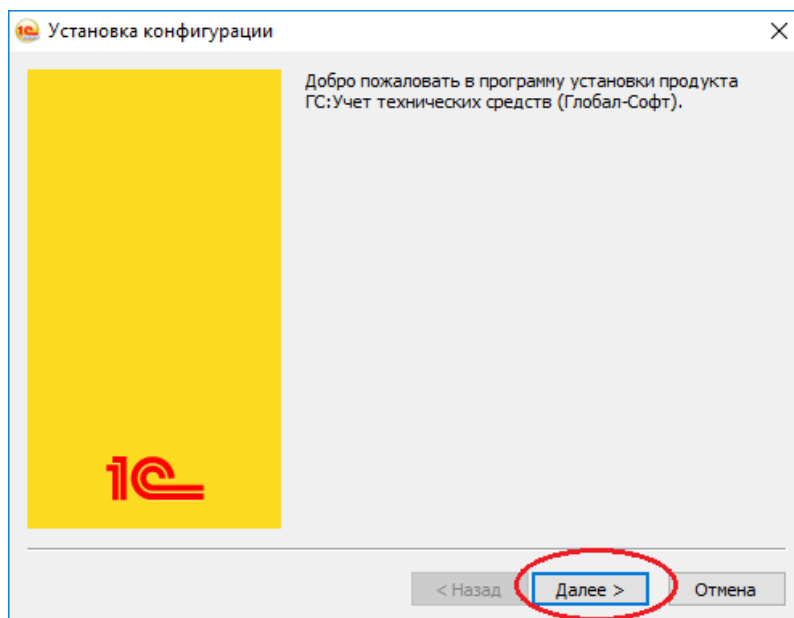 Установка конфигурации
Добро пожаловать в программу установки продукта
ГС:Учет технических средств (Глобал-Софт).
1С
< Назад
Далее >
Отмена